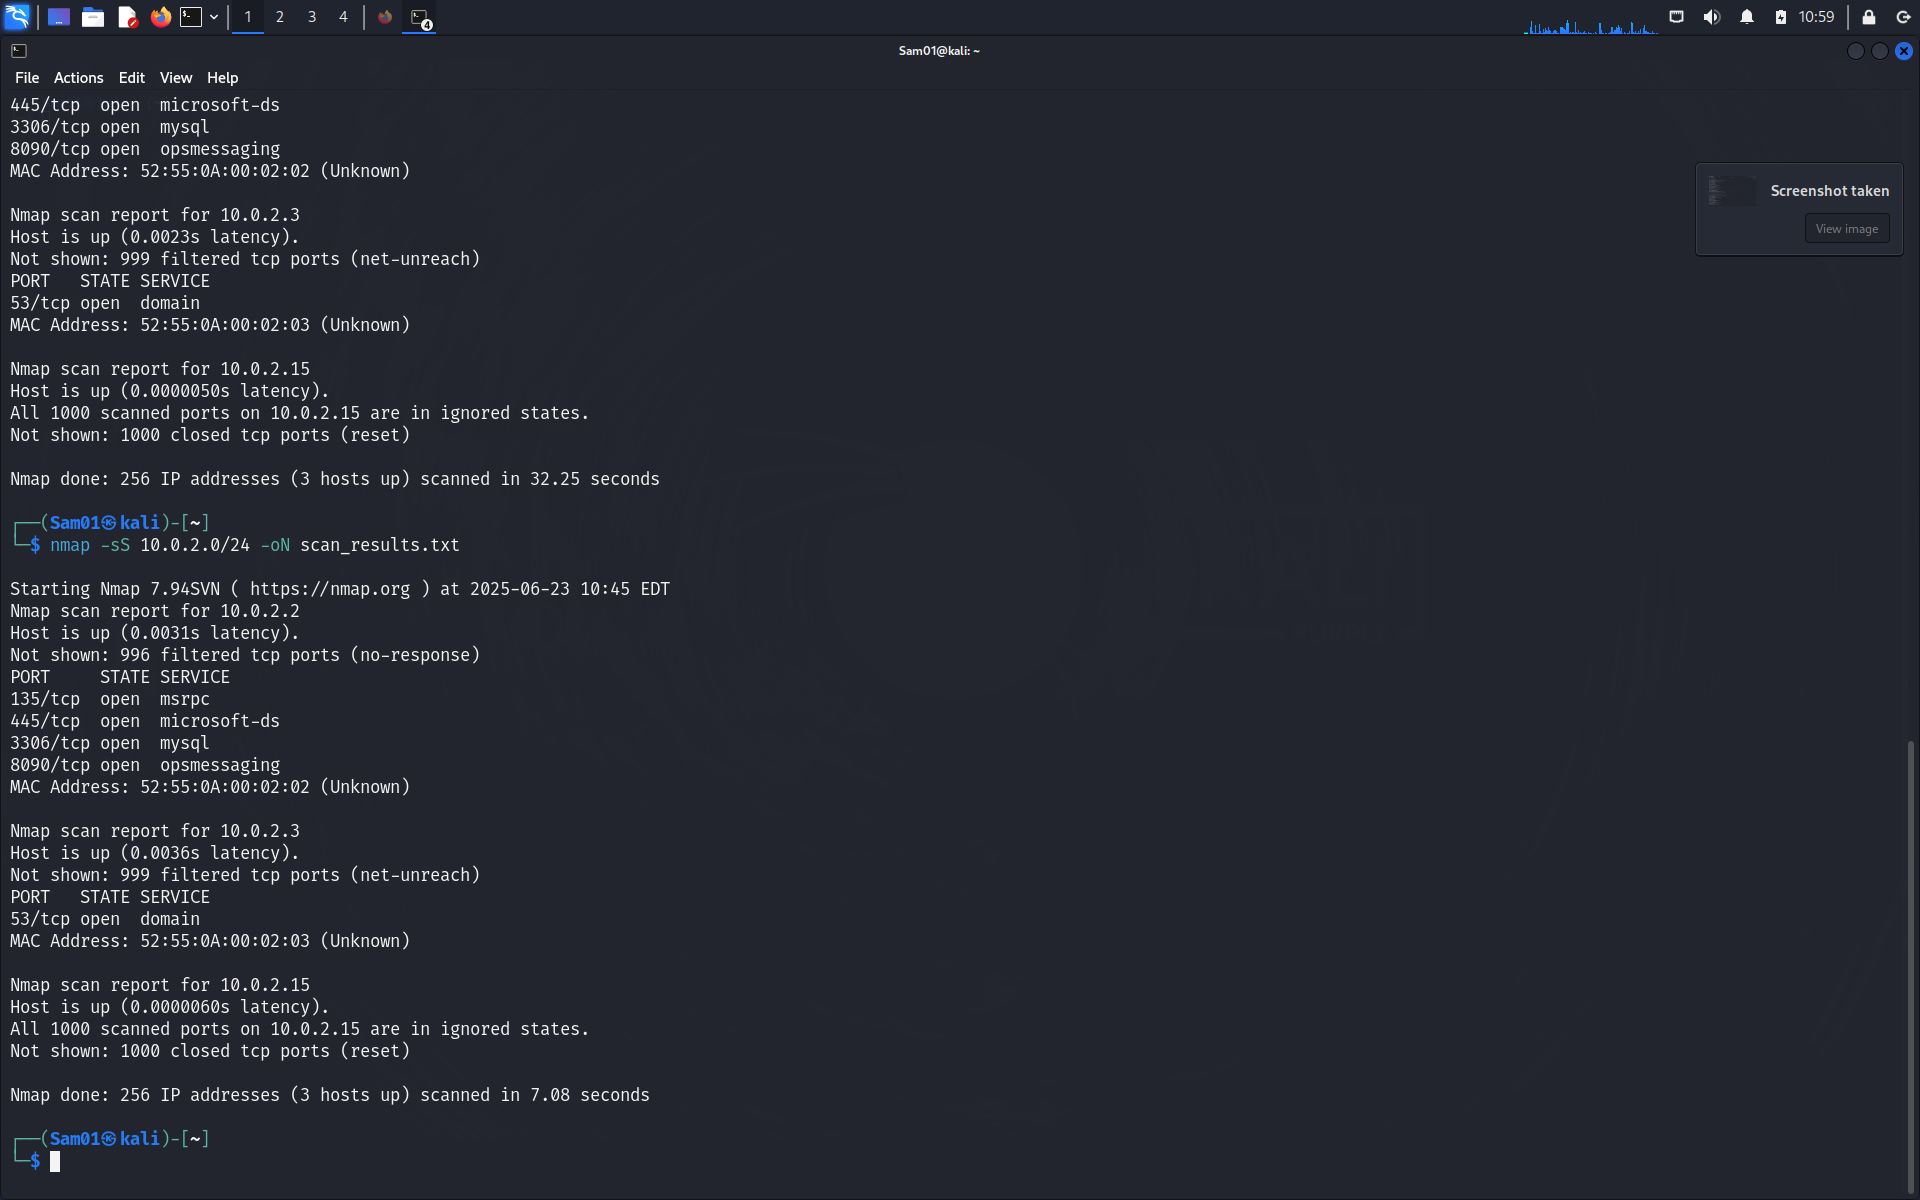 1 2 3 4 4 10:59
Sam01@kali: ~
File Actions Edit View Help
445/tcp  open  microsoft-ds
3306/tcp open  mysql
8090/tcp open  opsmessaging
MAC Address: 52:55:0A:00:02:02 (Unknown)
Screenshot taken
View image
Nmap scan report for 10.0.2.3
Host is up (0.0023s latency).
Not shown: 999 filtered tcp ports (net-unreach)
PORT   STATE SERVICE
53/tcp open  domain
MAC Address: 52:55:0A:00:02:03 (Unknown)
Nmap scan report for 10.0.2.15
Host is up (0.0000050s latency).
All 1000 scanned ports on 10.0.2.15 are in ignored states.
Not shown: 1000 closed tcp ports (reset)
Nmap done: 256 IP addresses (3 hosts up) scanned in 32.25 seconds
┌──(Sam01㉿kali)-[~]
└─$ nmap -sS 10.0.2.0/24 -oN scan_results.txt
Starting Nmap 7.94SVN ( https://nmap.org ) at 2025-06-23 10:45 EDT
Nmap scan report for 10.0.2.2
Host is up (0.0031s latency).
Not shown: 996 filtered tcp ports (no-response)
PORT     STATE SERVICE
135/tcp  open  msrpc
445/tcp  open  microsoft-ds
3306/tcp open  mysql
8090/tcp open  opsmessaging
MAC Address: 52:55:0A:00:02:02 (Unknown)
Nmap scan report for 10.0.2.3
Host is up (0.0036s latency).
Not shown: 999 filtered tcp ports (net-unreach)
PORT   STATE SERVICE
53/tcp open  domain
MAC Address: 52:55:0A:00:02:03 (Unknown)
Nmap scan report for 10.0.2.15
Host is up (0.0000060s latency).
All 1000 scanned ports on 10.0.2.15 are in ignored states.
Not shown: 1000 closed tcp ports (reset)
Nmap done: 256 IP addresses (3 hosts up) scanned in 7.08 seconds
┌──(Sam01㉿kali)-[~]
└─$